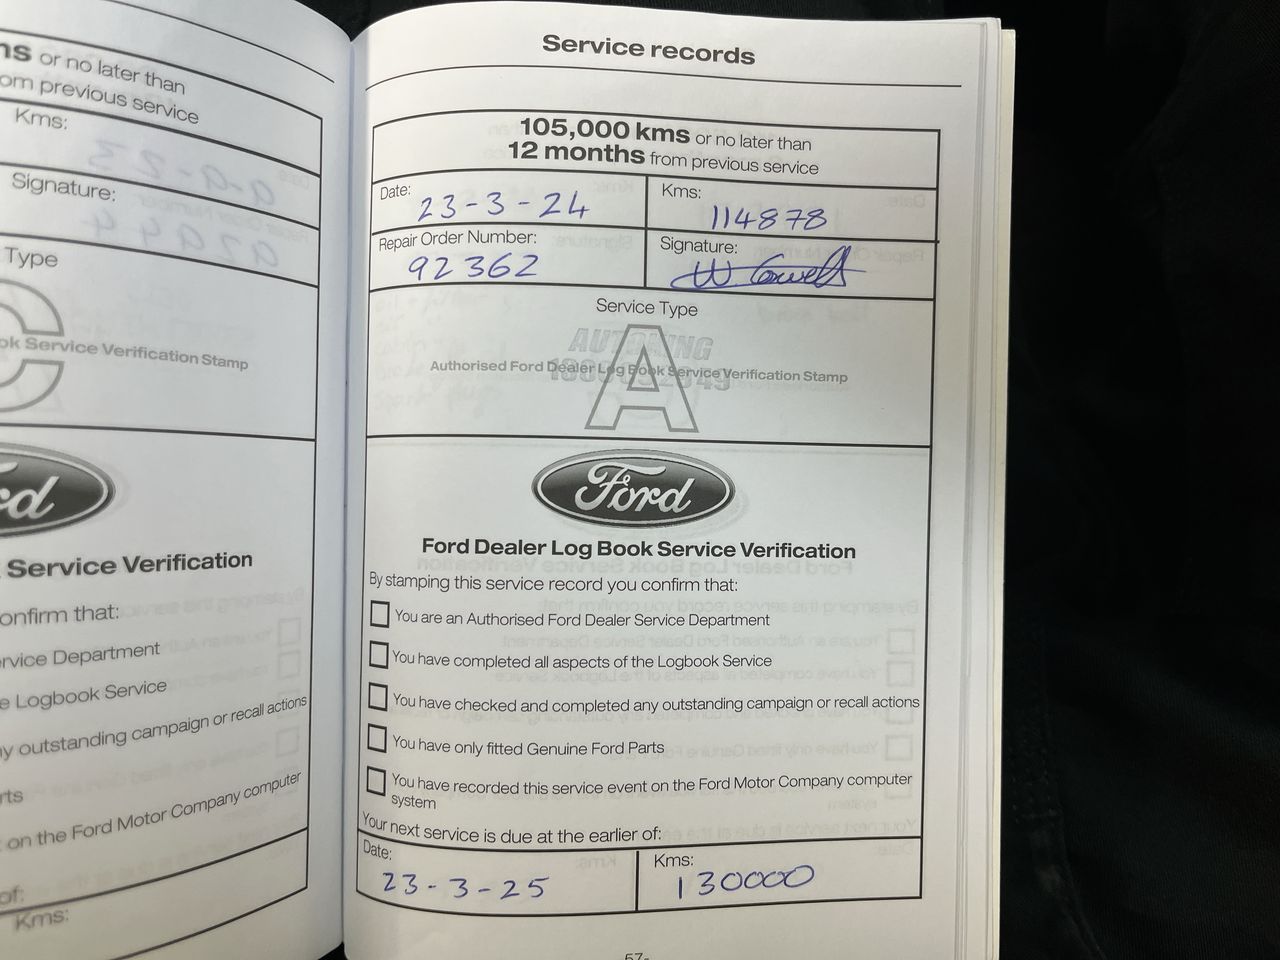 ns or no later than
om previous service
Kms:
Signature:
Type
C
ok Service Verification Stamp
rd
Service Verification
onfirm that:
rvice Department
e Logbook Service
ny outstanding campaign or recall actions
rts
on the Ford Motor Company computer
of:
Kms:
Service records
105,000 kms or no later than
12 months from previous service
Date: 23-3-24
Kms: 114878
Repair Order Number: 92362
Signature:
Service Type
A
Authorised Ford Dealer Log Book Service Verification Stamp
Ford
Ford Dealer Log Book Service Verification
By stamping this service record you confirm that:
You are an Authorised Ford Dealer Service Department
You have completed all aspects of the Logbook Service
You have checked and completed any outstanding campaign or recall actions
You have only fitted Genuine Ford Parts
You have recorded this service event on the Ford Motor Company computer
system
Your next service is due at the earlier of:
Date: 23-3-25
Kms: 130000